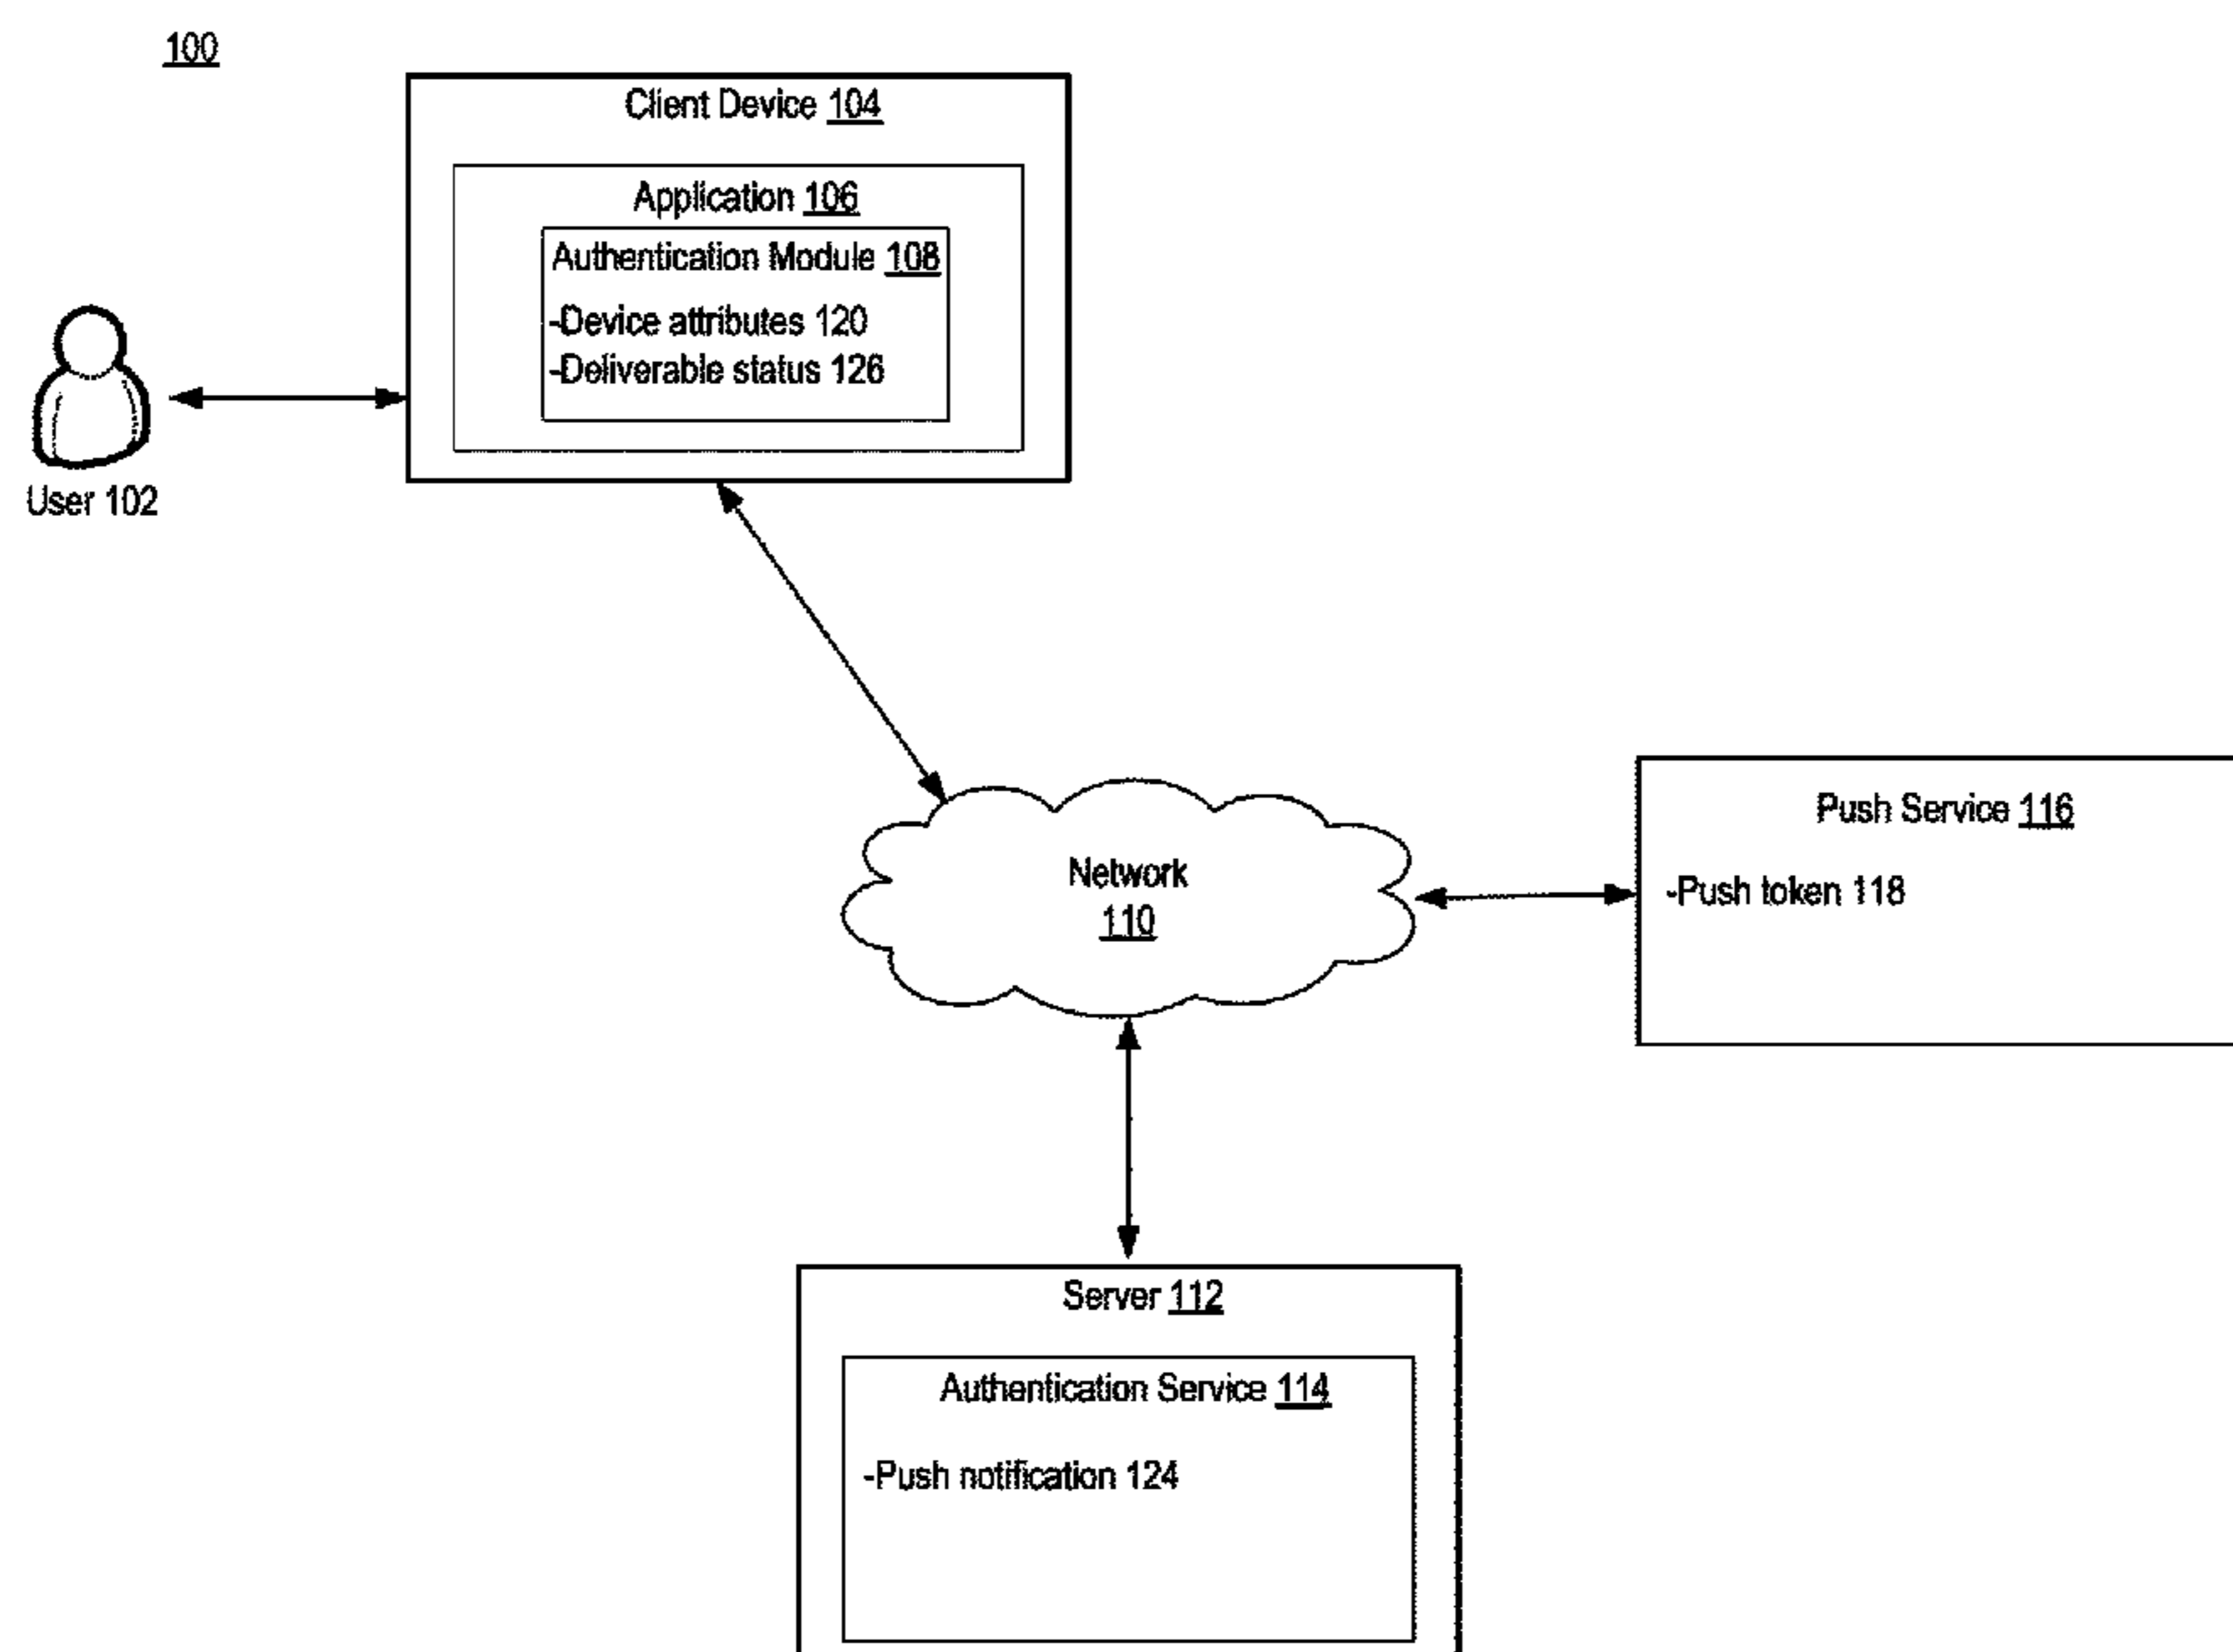 100
Client Device 104
Application 106
Authentication Module 108
-Device attributes 120
-Deliverable status 126
User 102
Network
110
Push Service 116
-Push token 118
Server 112
Authentication Service 114
-Push notification 124